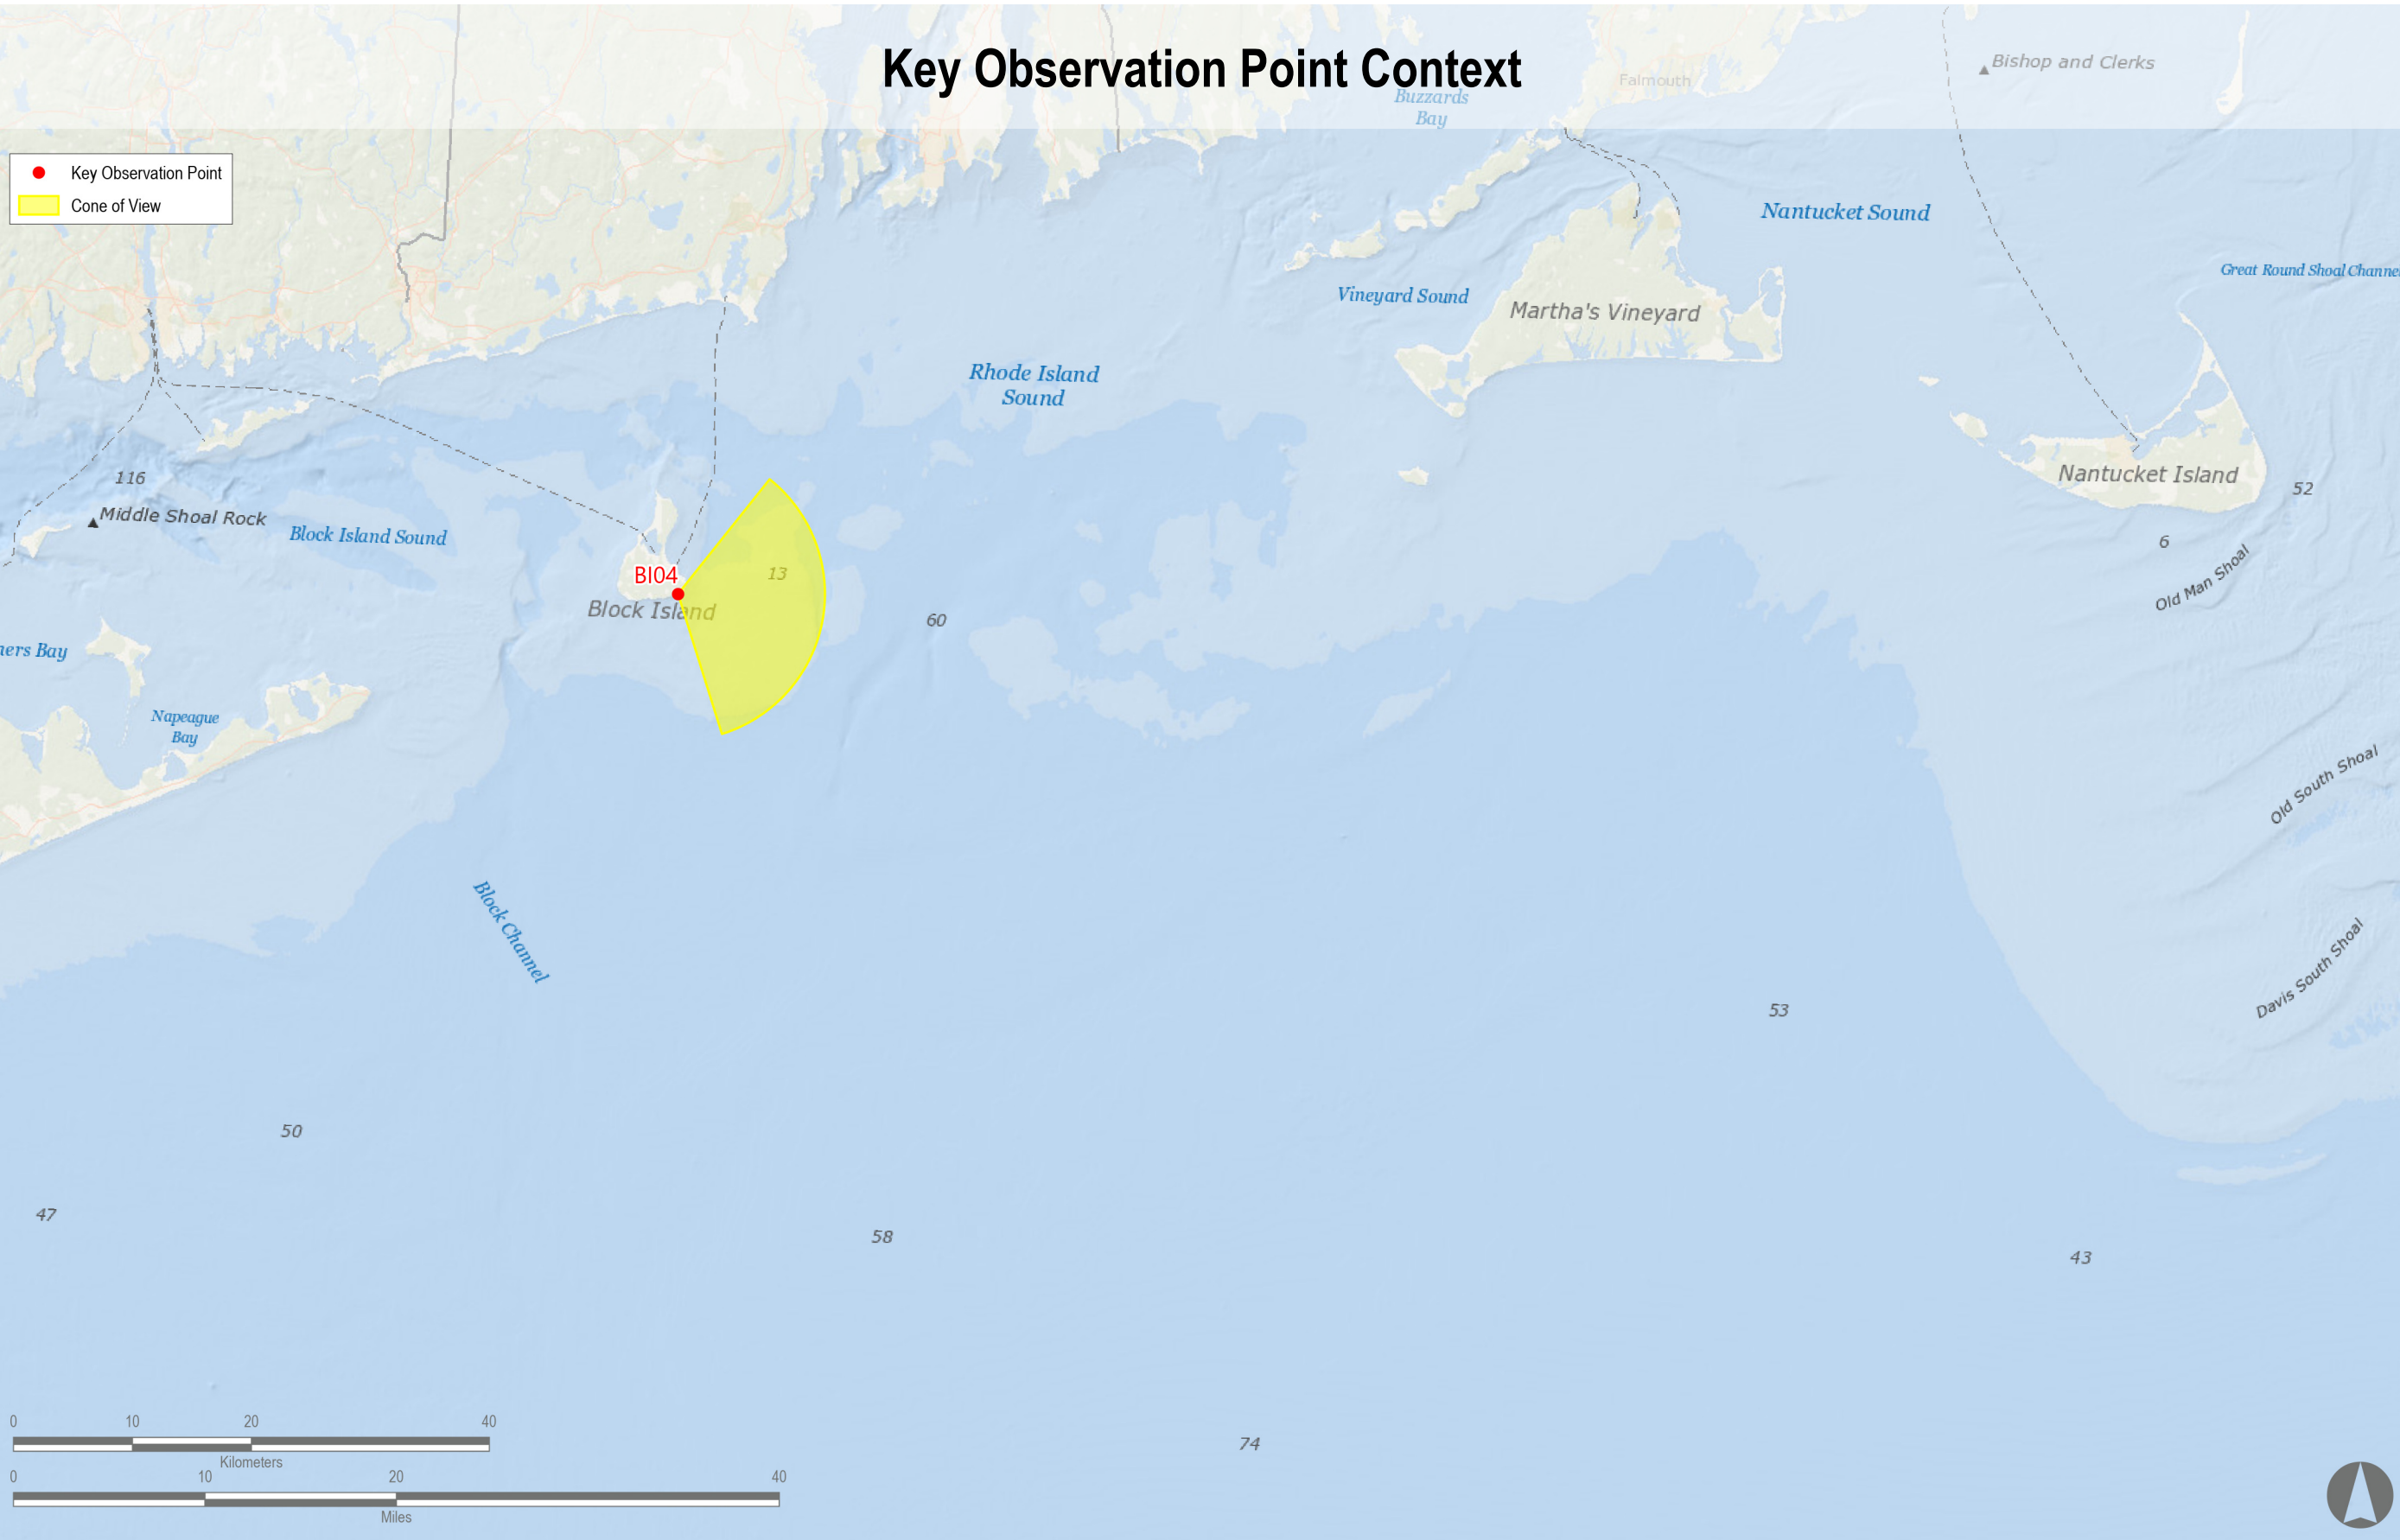 Key Observation Point Context
Bishop and Clerks
Falmouth
Buzzards
Bay
Key Observation Point
Cone of View
Nantucket Sound
Great Round Shoal Channel
Vineyard Sound
Martha's Vineyard
Rhode Island
Sound
116
Middle Shoal Rock
Block Island Sound
Nantucket Island
52
6
Old Man Shoal
BI04
13
Block Island
60
ners Bay
Napeague
Bay
Old South Shoal
Block Channel
Davis South Shoal
53
50
47
58
43
74
0 10 20 40
Kilometers
0 10 20 40
Miles